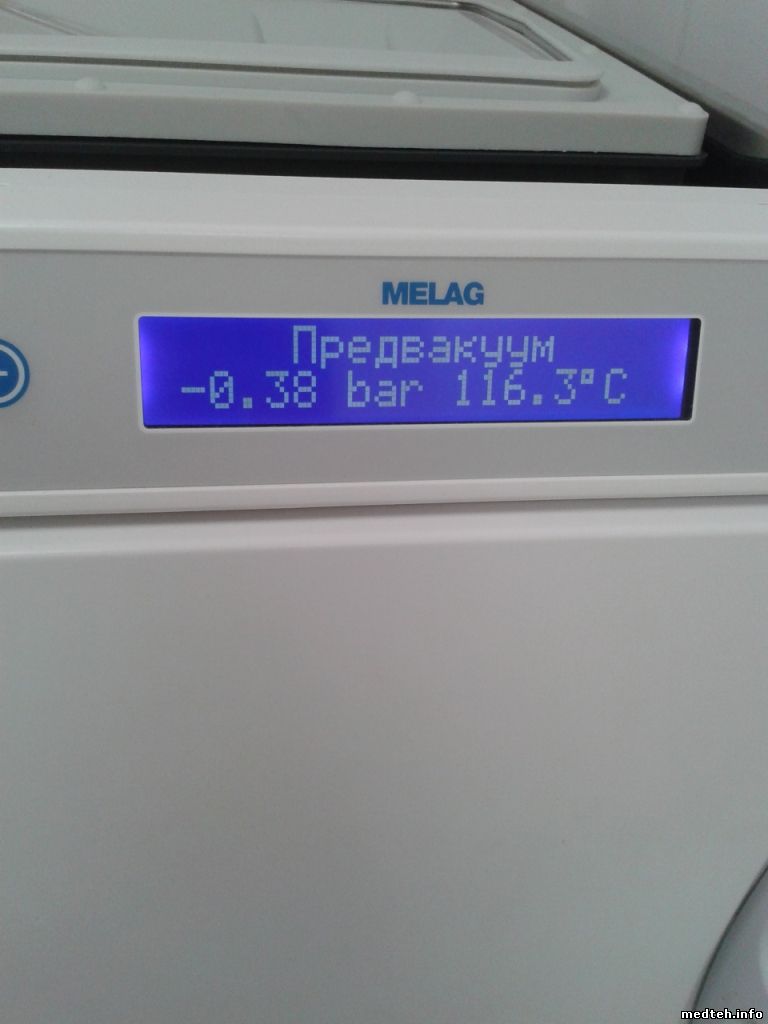 MELAG
Предвакуум
-0.38 bar 116.3°C
medteh.info